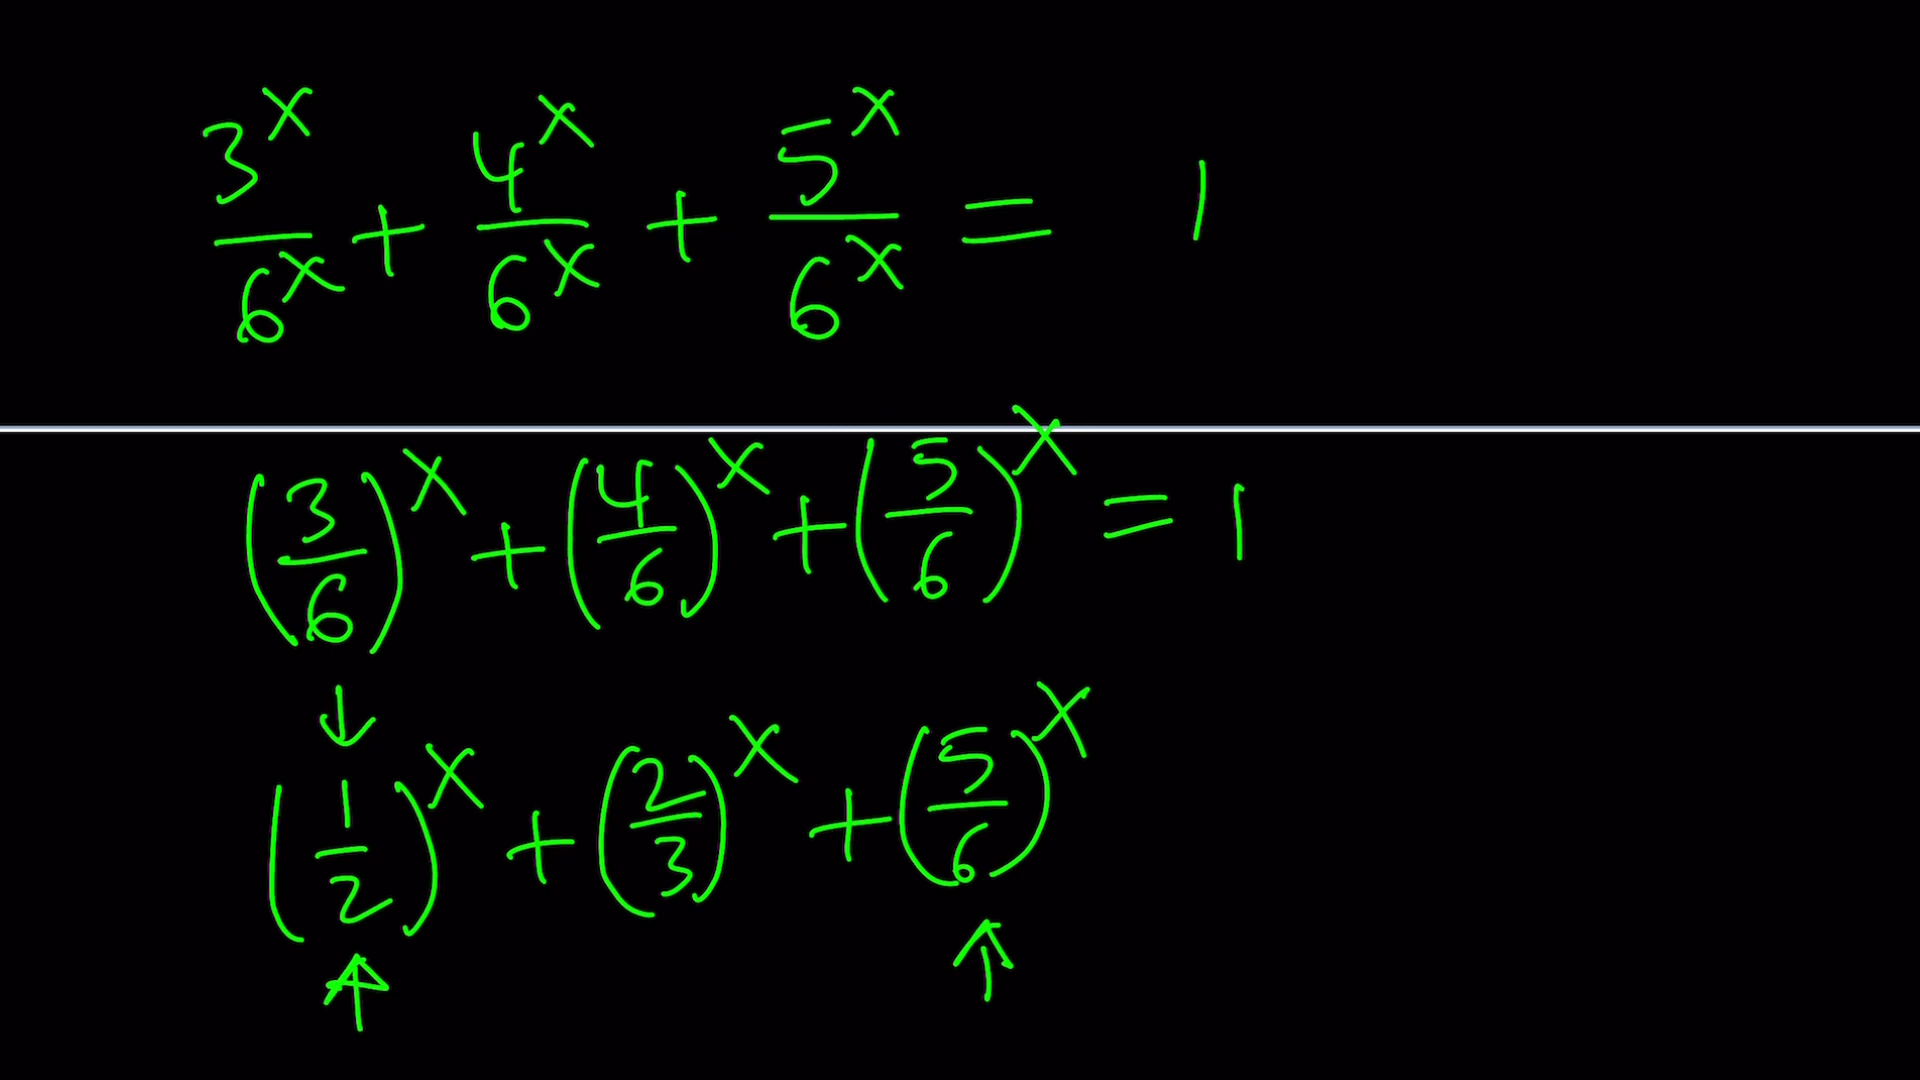 3^x/6^x + 4^x/6^x + 5^x/6^x = 1
(3/6)^x + (4/6)^x + (5/6)^x = 1
↓
(1/2)^x + (2/3)^x + (5/6)^x
↑ ↑